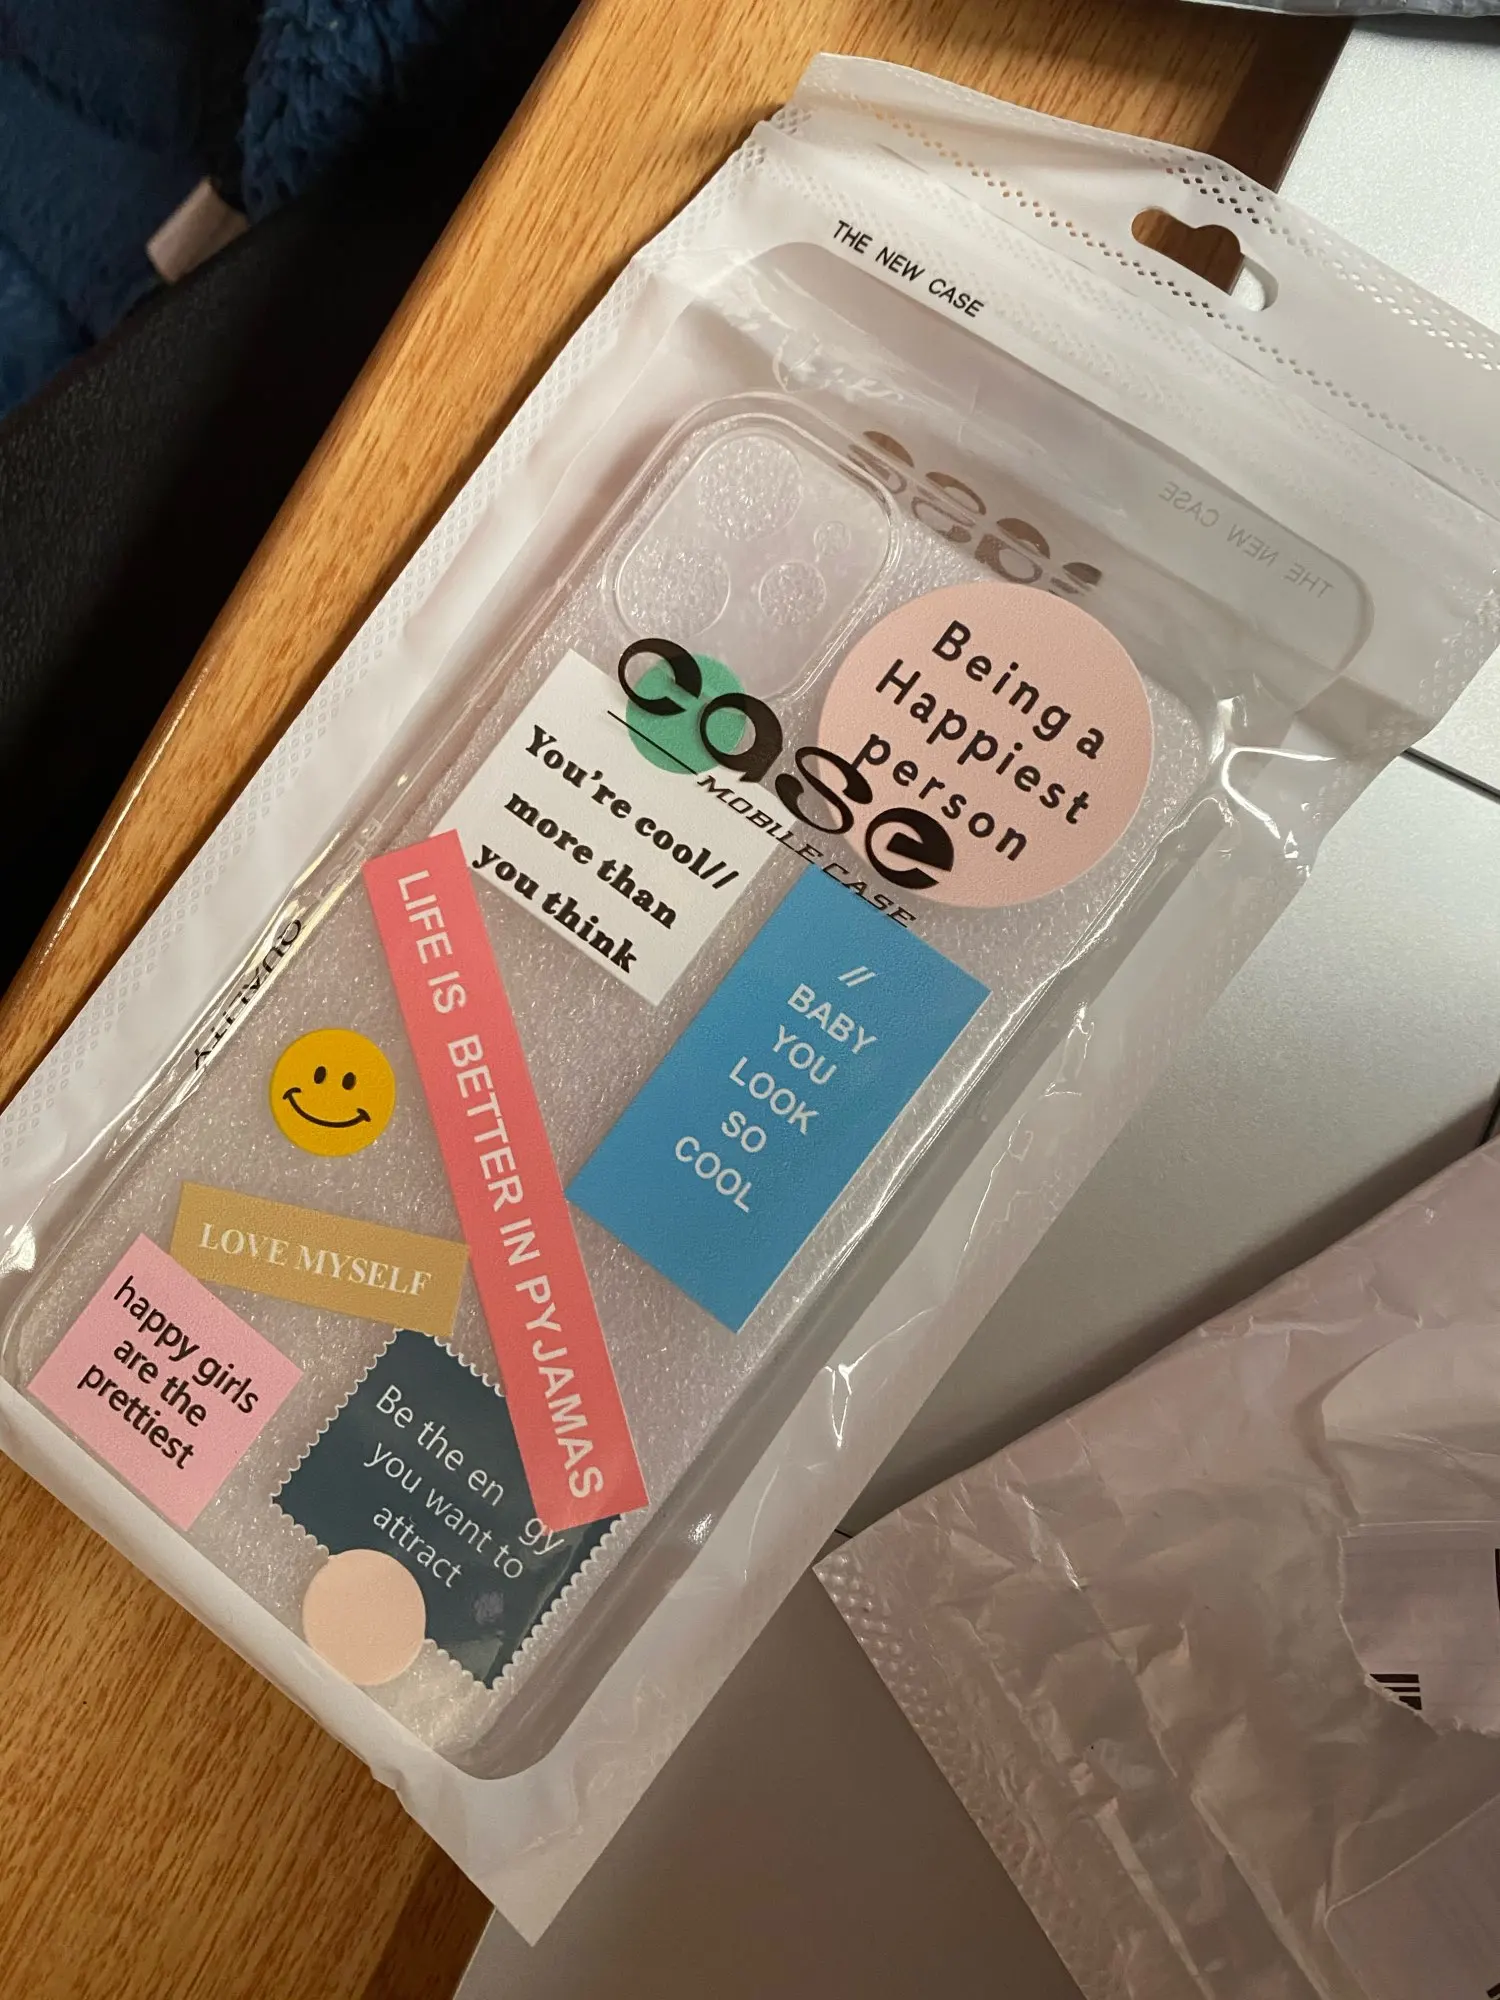 THE NEW CASE
THE NEW CASE
case
case
MOBILE CASE
Being a
Happiest
person
You're cool//
more than
you think
//
BABY
YOU
LOOK
SO
COOL
LIFE IS BETTER IN PYJAMAS
QUALITY
LOVE MYSELF
happy girls
are the
prettiest
Be the en gy
you want to
attract